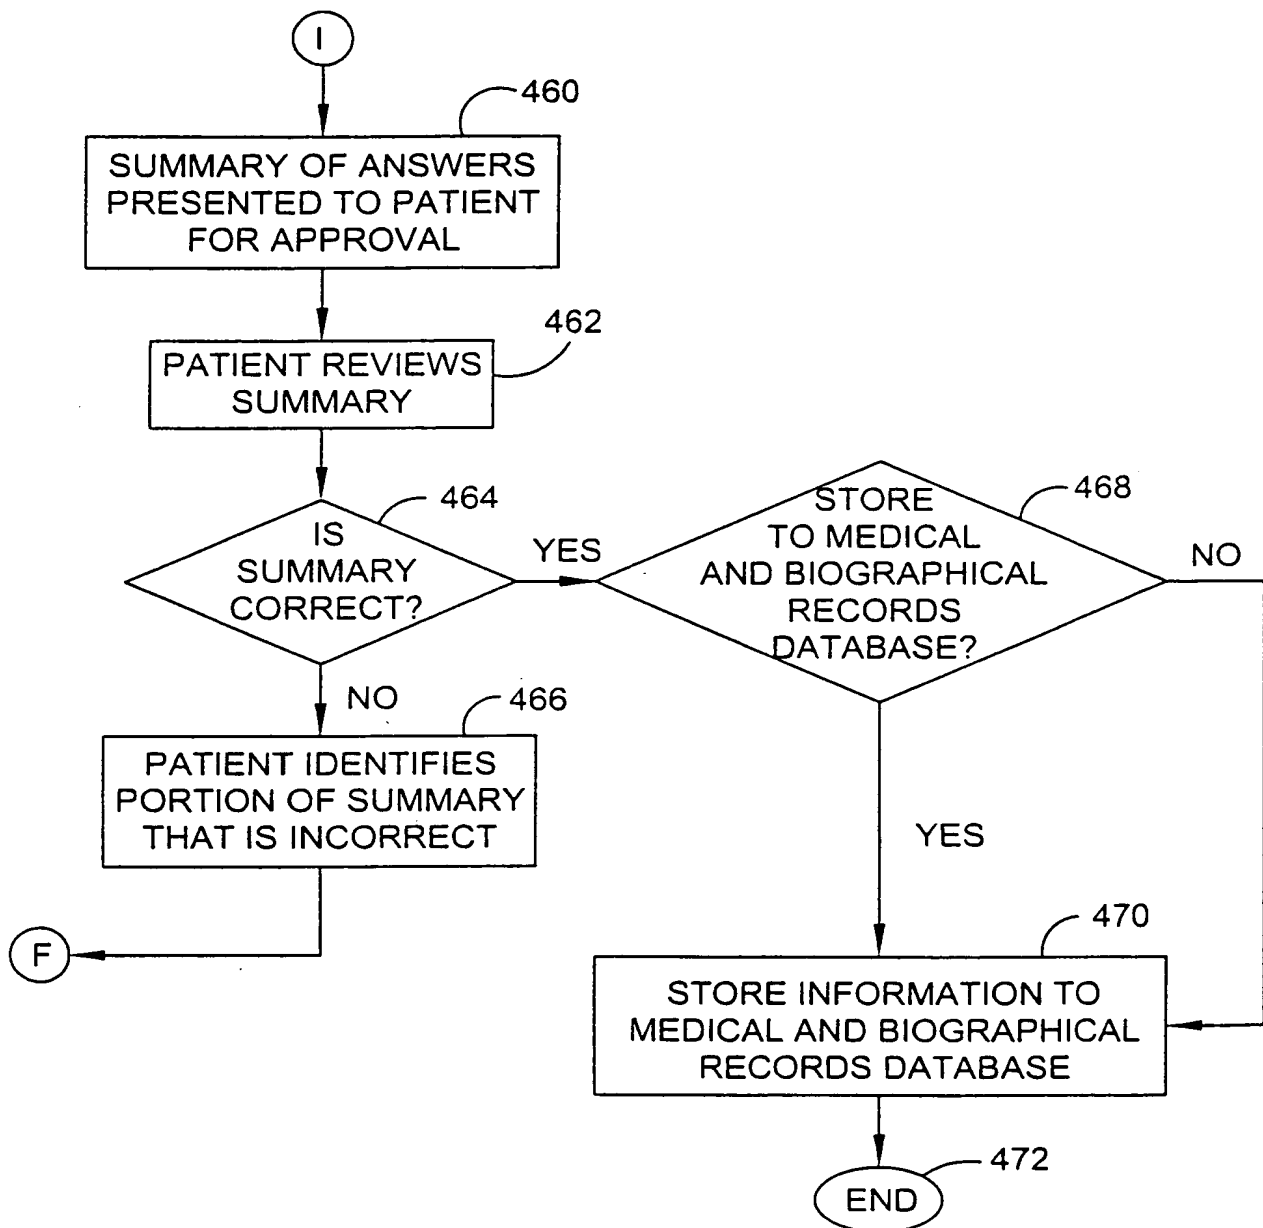 I
460
SUMMARY OF ANSWERS
PRESENTED TO PATIENT
FOR APPROVAL
462
PATIENT REVIEWS
SUMMARY
464
IS
SUMMARY
CORRECT?
YES
NO
466
PATIENT IDENTIFIES
PORTION OF SUMMARY
THAT IS INCORRECT
F
468
STORE
TO MEDICAL
AND BIOGRAPHICAL
RECORDS
DATABASE?
NO
YES
470
STORE INFORMATION TO
MEDICAL AND BIOGRAPHICAL
RECORDS DATABASE
472
END